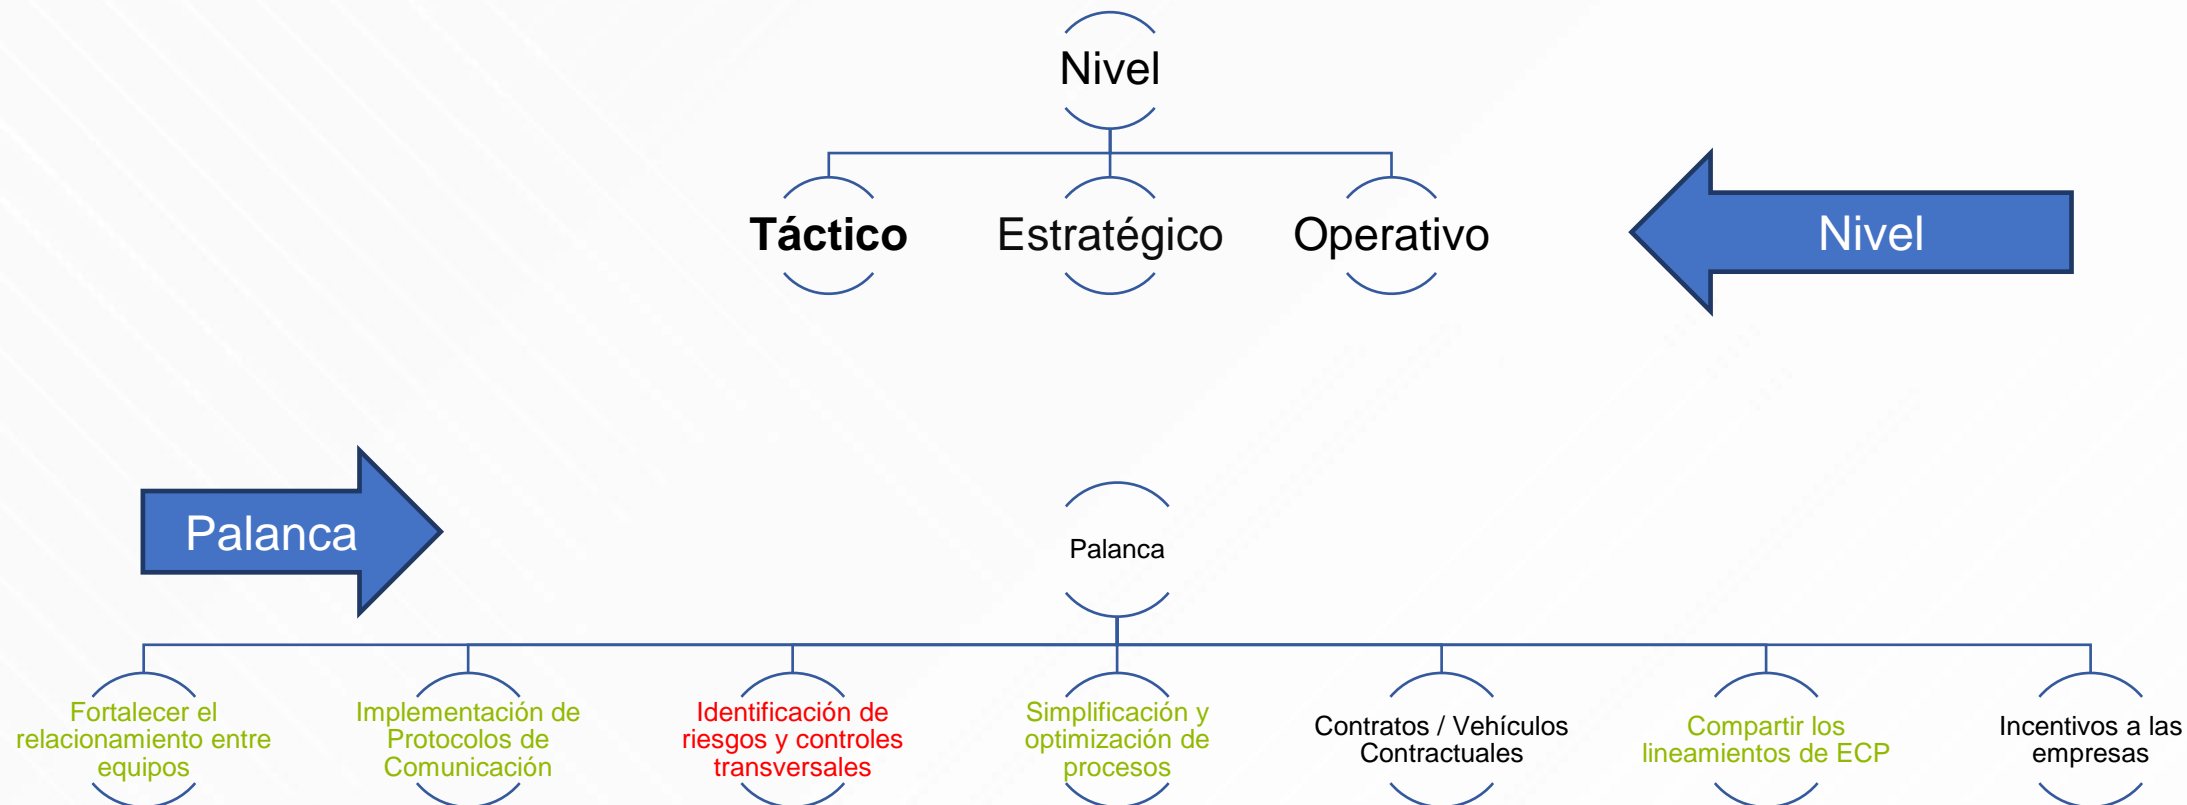 Nivel
Táctico
Estratégico
Operativo
Nivel
Palanca
Palanca
Fortalecer el
relacionamiento entre
equipos
Implementación de
Protocolos de
Comunicación
Identificación de
riesgos y controles
transversales
Simplificación y
optimización de
procesos
Contratos / Vehículos
Contractuales
Compartir los
lineamientos de ECP
Incentivos a las
empresas